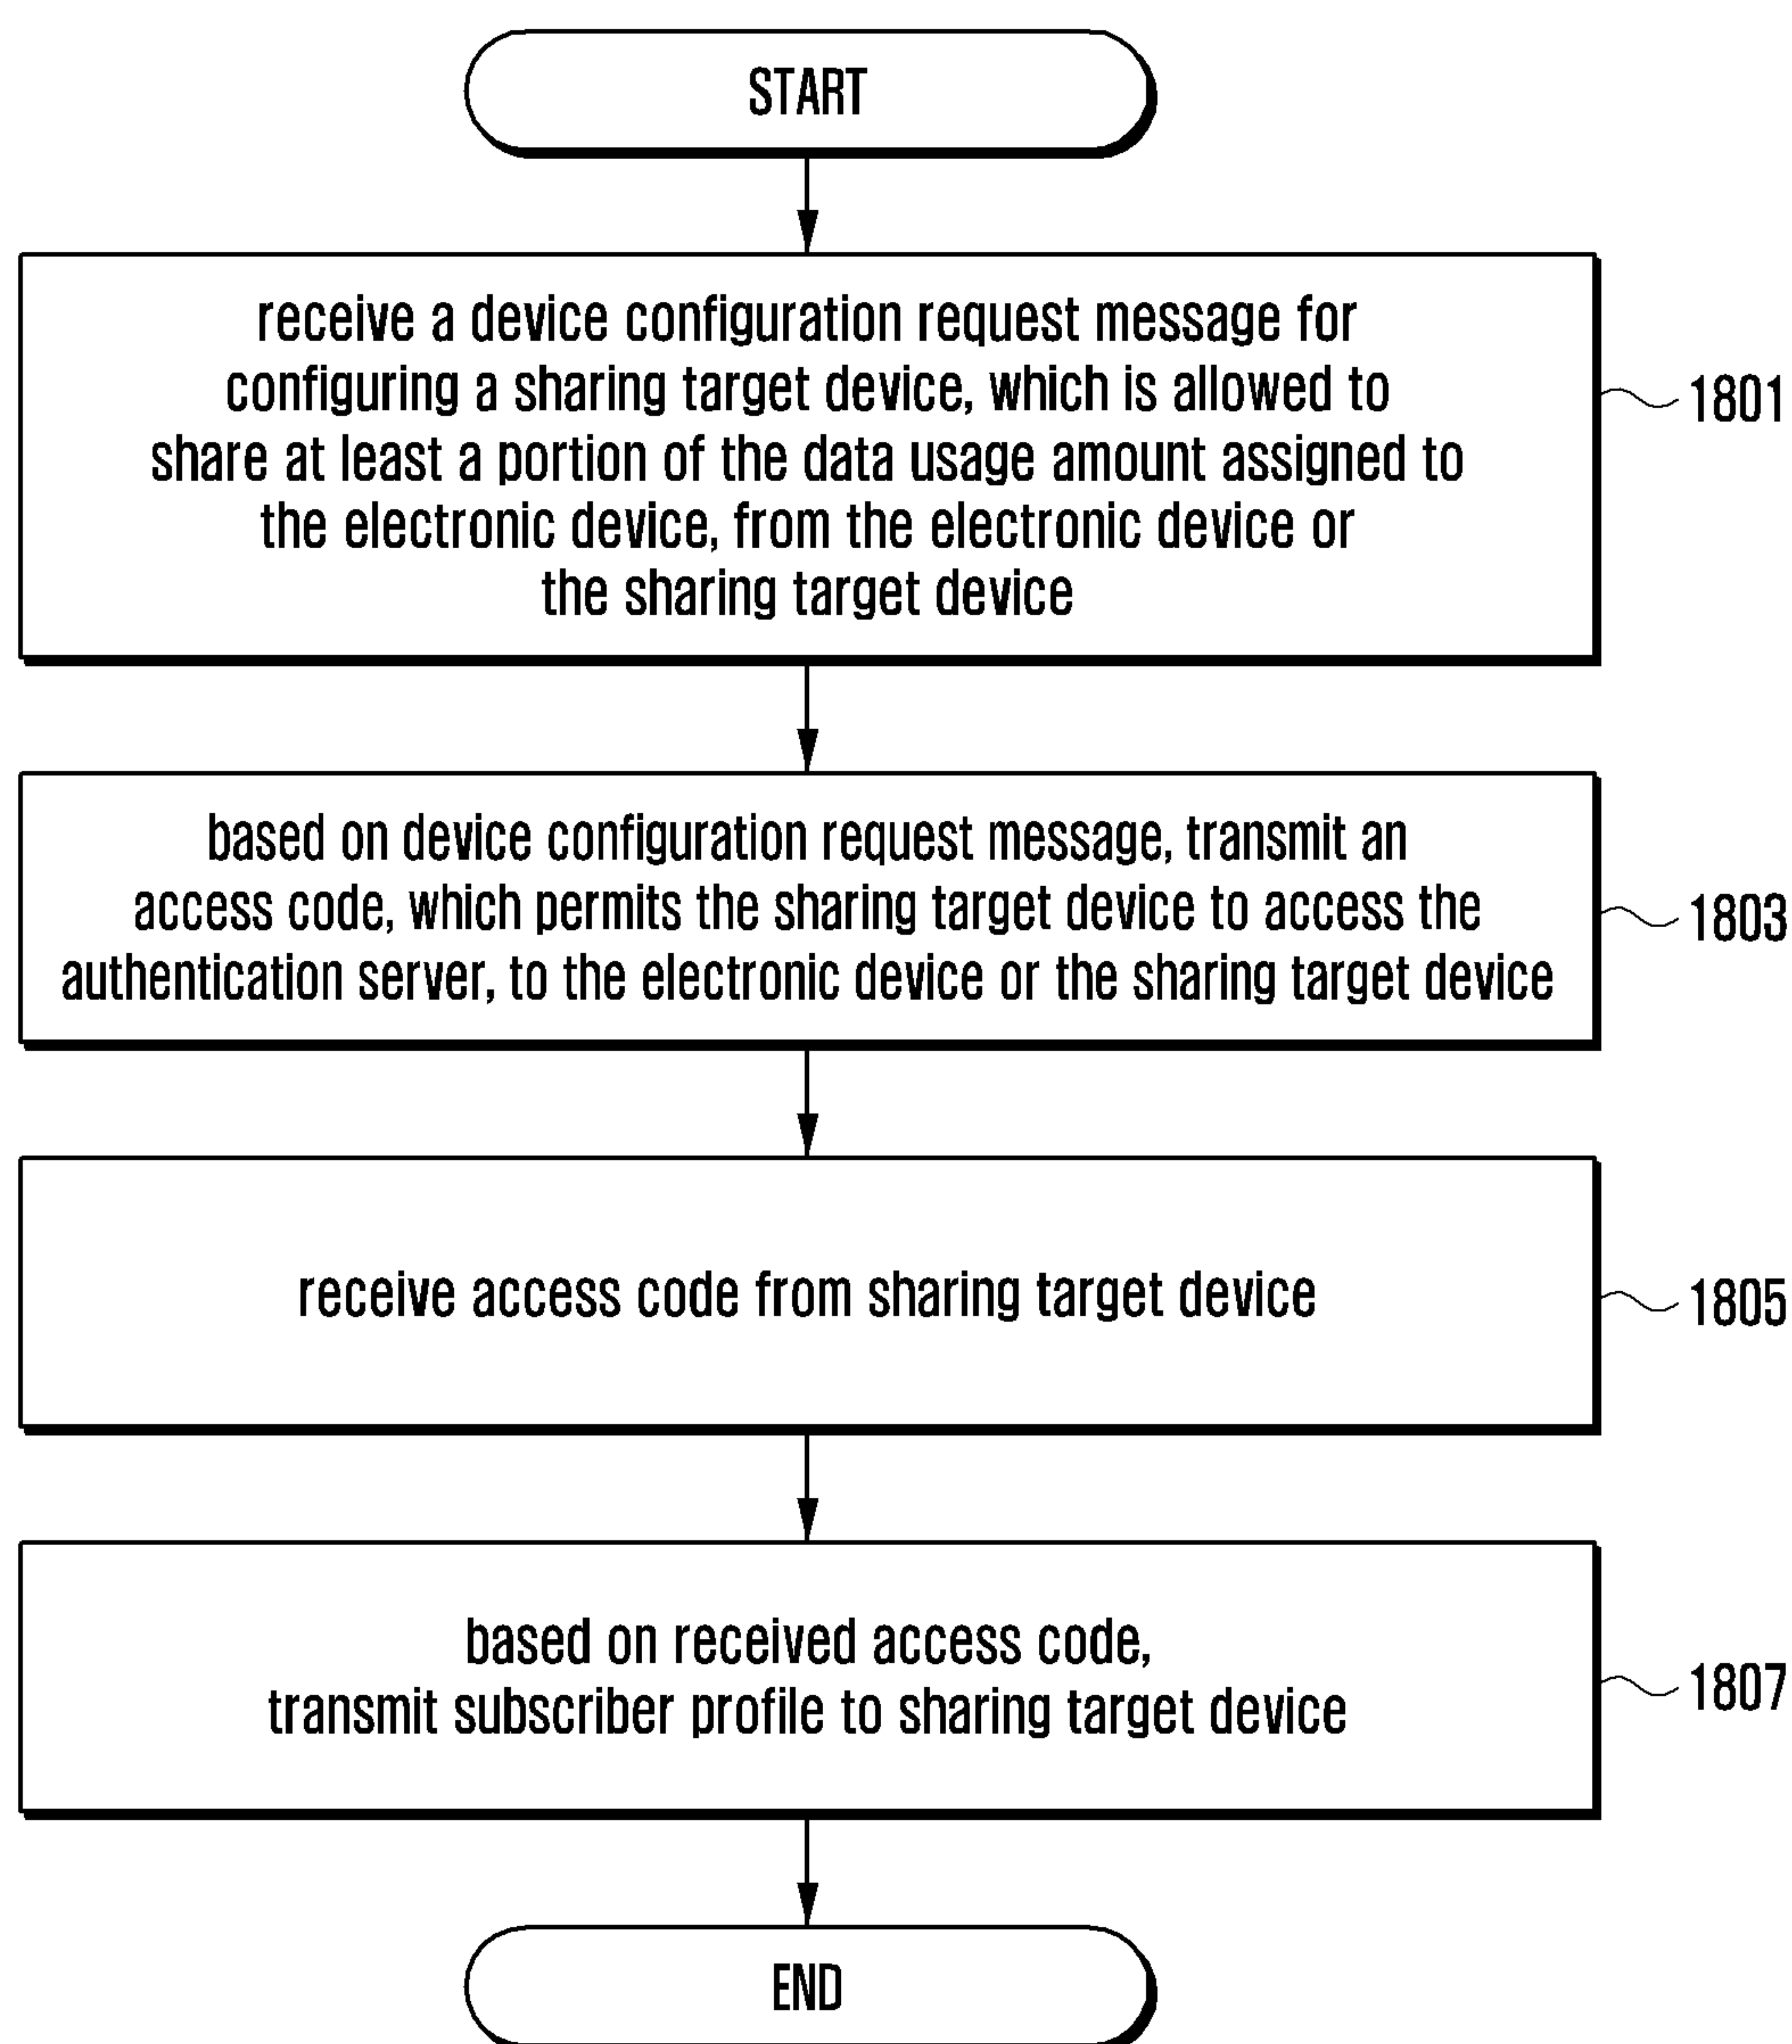 START
receive a device configuration request message for
configuring a sharing target device, which is allowed to
share at least a portion of the data usage amount assigned to
the electronic device, from the electronic device or
the sharing target device
1801
based on device configuration request message, transmit an
access code, which permits the sharing target device to access the
authentication server, to the electronic device or the sharing target device
1803
receive access code from sharing target device
1805
based on received access code,
transmit subscriber profile to sharing target device
1807
END